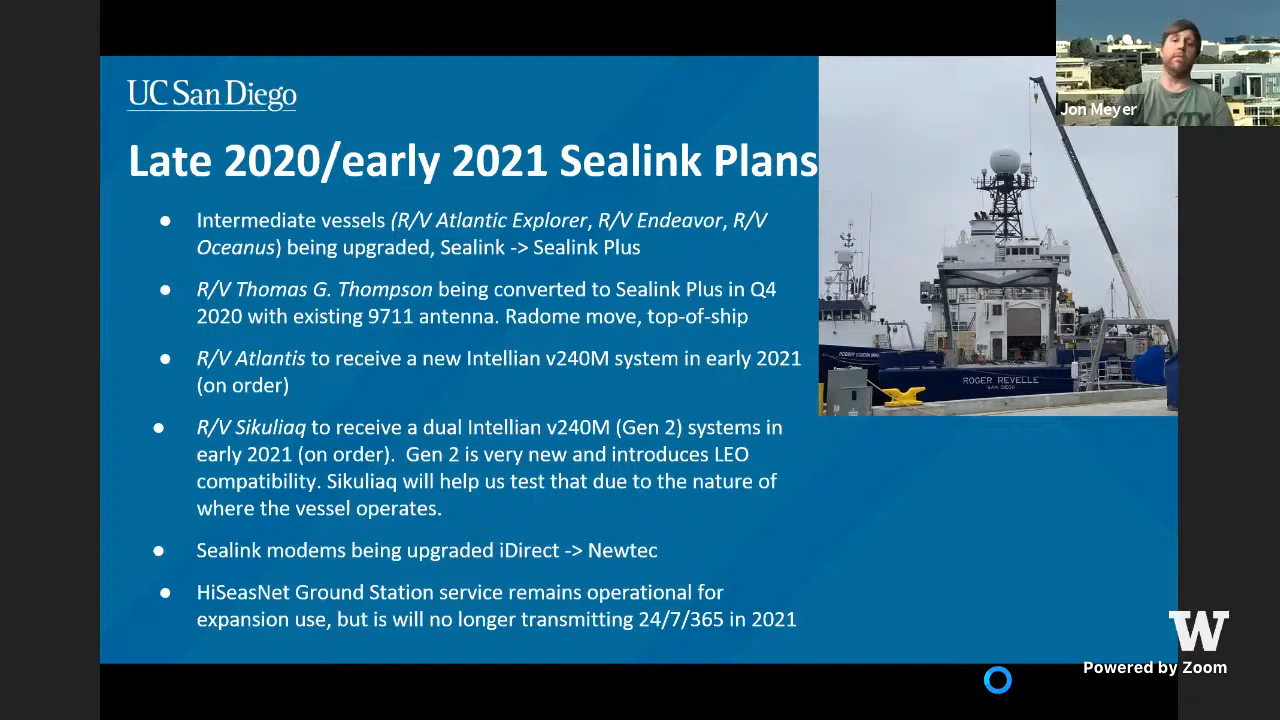 UC San Diego
Late 2020/early 2021 Sealink Plans
● Intermediate vessels (R/V Atlantic Explorer, R/V Endeavor, R/V
Oceanus) being upgraded, Sealink -> Sealink Plus
● R/V Thomas G. Thompson being converted to Sealink Plus in Q4
2020 with existing 9711 antenna. Radome move, top-of-ship
● R/V Atlantis to receive a new Intellian v240M system in early 2021
(on order)
● R/V Sikuliaq to receive a dual Intellian v240M (Gen 2) systems in
early 2021 (on order). Gen 2 is very new and introduces LEO
compatibility. Sikuliaq will help us test that due to the nature of
where the vessel operates.
● Sealink modems being upgraded iDirect -> Newtec
● HiSeasNet Ground Station service remains operational for
expansion use, but is will no longer transmitting 24/7/365 in 2021
Jon Meyer
CITY
ROGER REVELLE
SAN DIEGO
W
Powered by Zoom